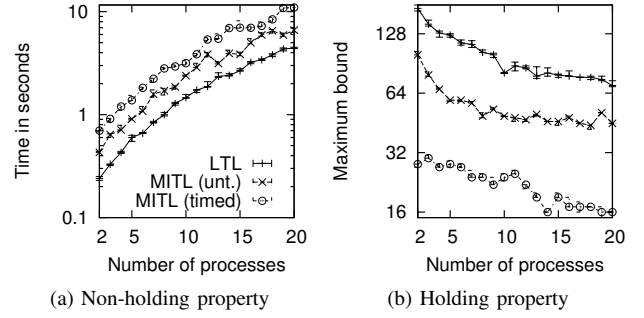 Time in seconds
10
1
0.1
2
5
10
15
20
Number of processes
LTL
MITL (unt.)
MITL (timed)
(a) Non-holding property
Maximum bound
128
64
32
16
2
5
10
15
20
Number of processes
(b) Holding property